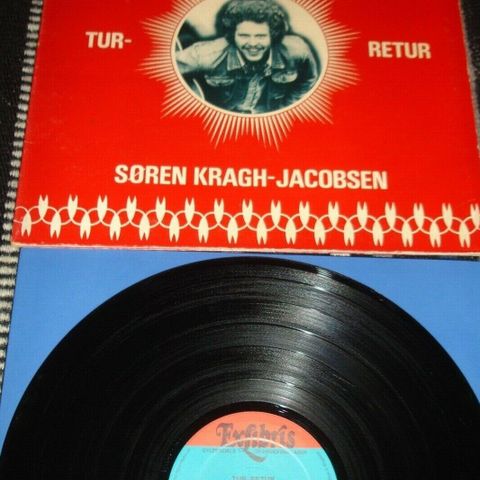 TUR-
RETUR
SØREN KRAGH-JACOBSEN
Exlibris
TUR RETUR